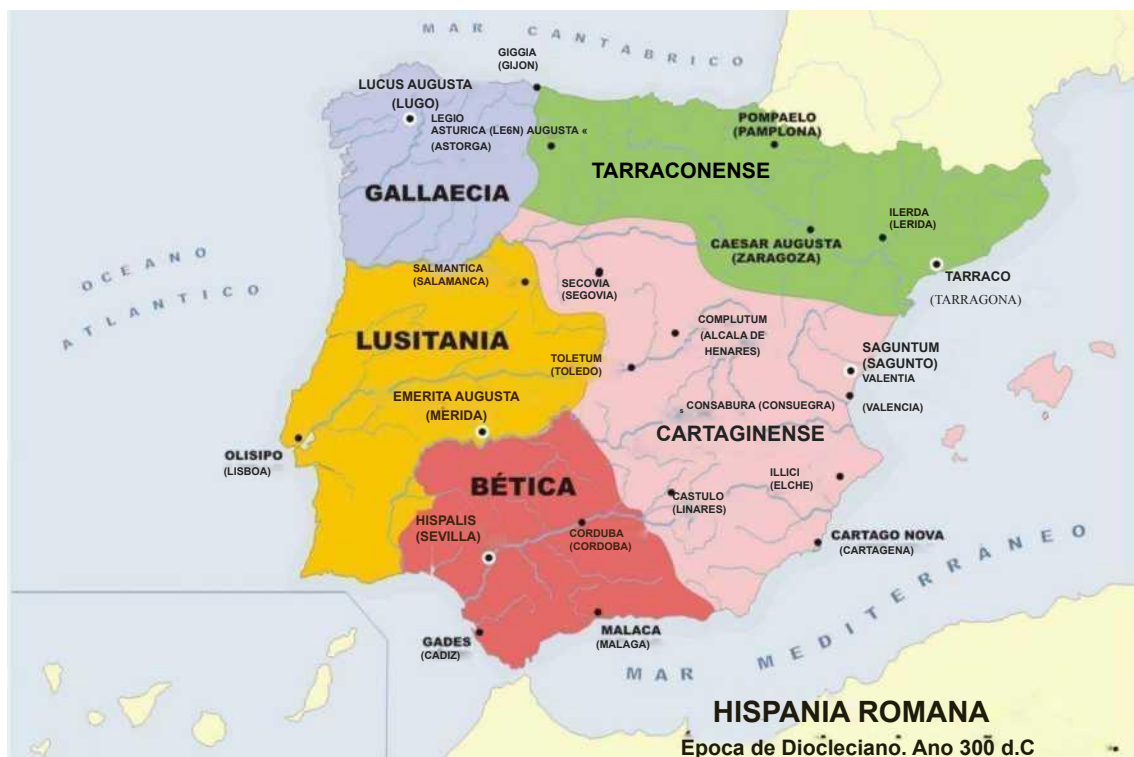 MAR CANTABRICO
GIGGIA
(GIJON)
LUCUS AUGUSTA
(LUGO)
LEGIO
ASTURICA (LE6N) AUGUSTA «
(ASTORGA)
POMPAELO
(PAMPLONA)
TARRACONENSE
GALLAECIA
ILERDA
(LERIDA)
CAESAR AUGUSTA
(ZARAGOZA)
TARRACO
(TARRAGONA)
OCÉANO
ATLANTICO
SALMANTICA
(SALAMANCA)
SECOVIA
(SEGOVIA)
COMPLUTUM
(ALCALA DE
HENARES)
LUSITANIA
TOLETUM
(TOLEDO)
SAGUNTUM
(SAGUNTO)
VALENTIA
(VALENCIA)
EMERITA AUGUSTA
(MERIDA)
s CONSABURA (CONSUEGRA)
CARTAGINENSE
OLISIPO
(LISBOA)
BÉTICA
ILLICI
(ELCHE)
CASTULO
(LINARES)
HISPALIS
(SEVILLA)
CORDUBA
(CORDOBA)
CARTAGO NOVA
(CARTAGENA)
GADES
(CADIZ)
MALACA
(MALAGA)
MAR MEDITERRÁNEO
HISPANIA ROMANA
Epoca de Diocleciano. Ano 300 d.C